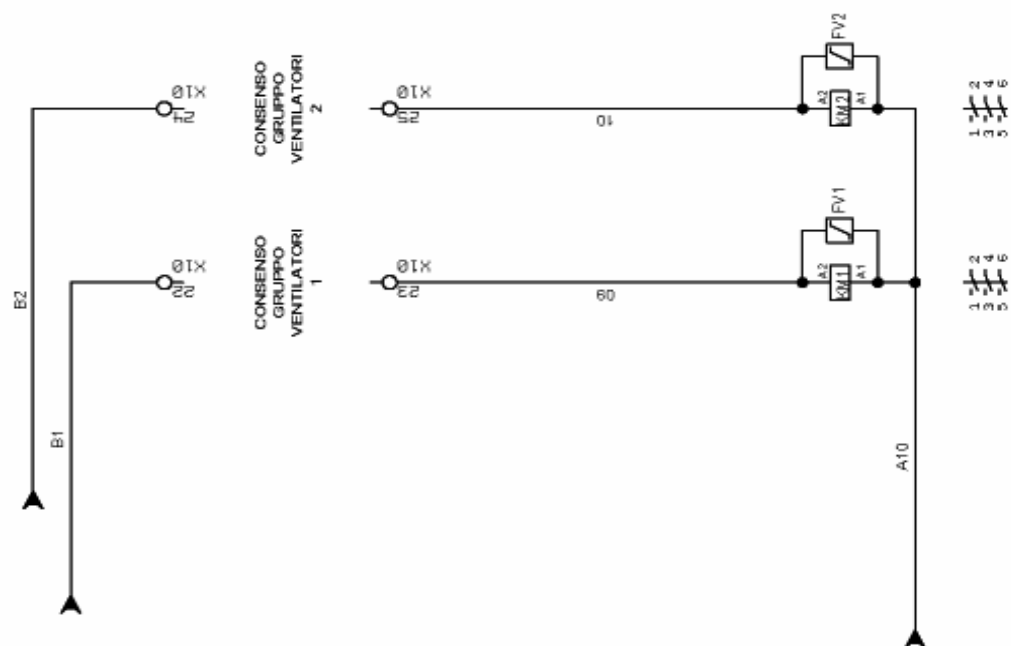 FV2
X10
24
CONSENSO
GRUPPO
VENTILATORI
2
X10
25
10
A2
KM2
A1
1 2
3 4
5 6
FV1
X10
22
CONSENSO
GRUPPO
VENTILATORI
1
X10
23
09
A2
KM1
A1
1 2
3 4
5 6
B2
B1
A10